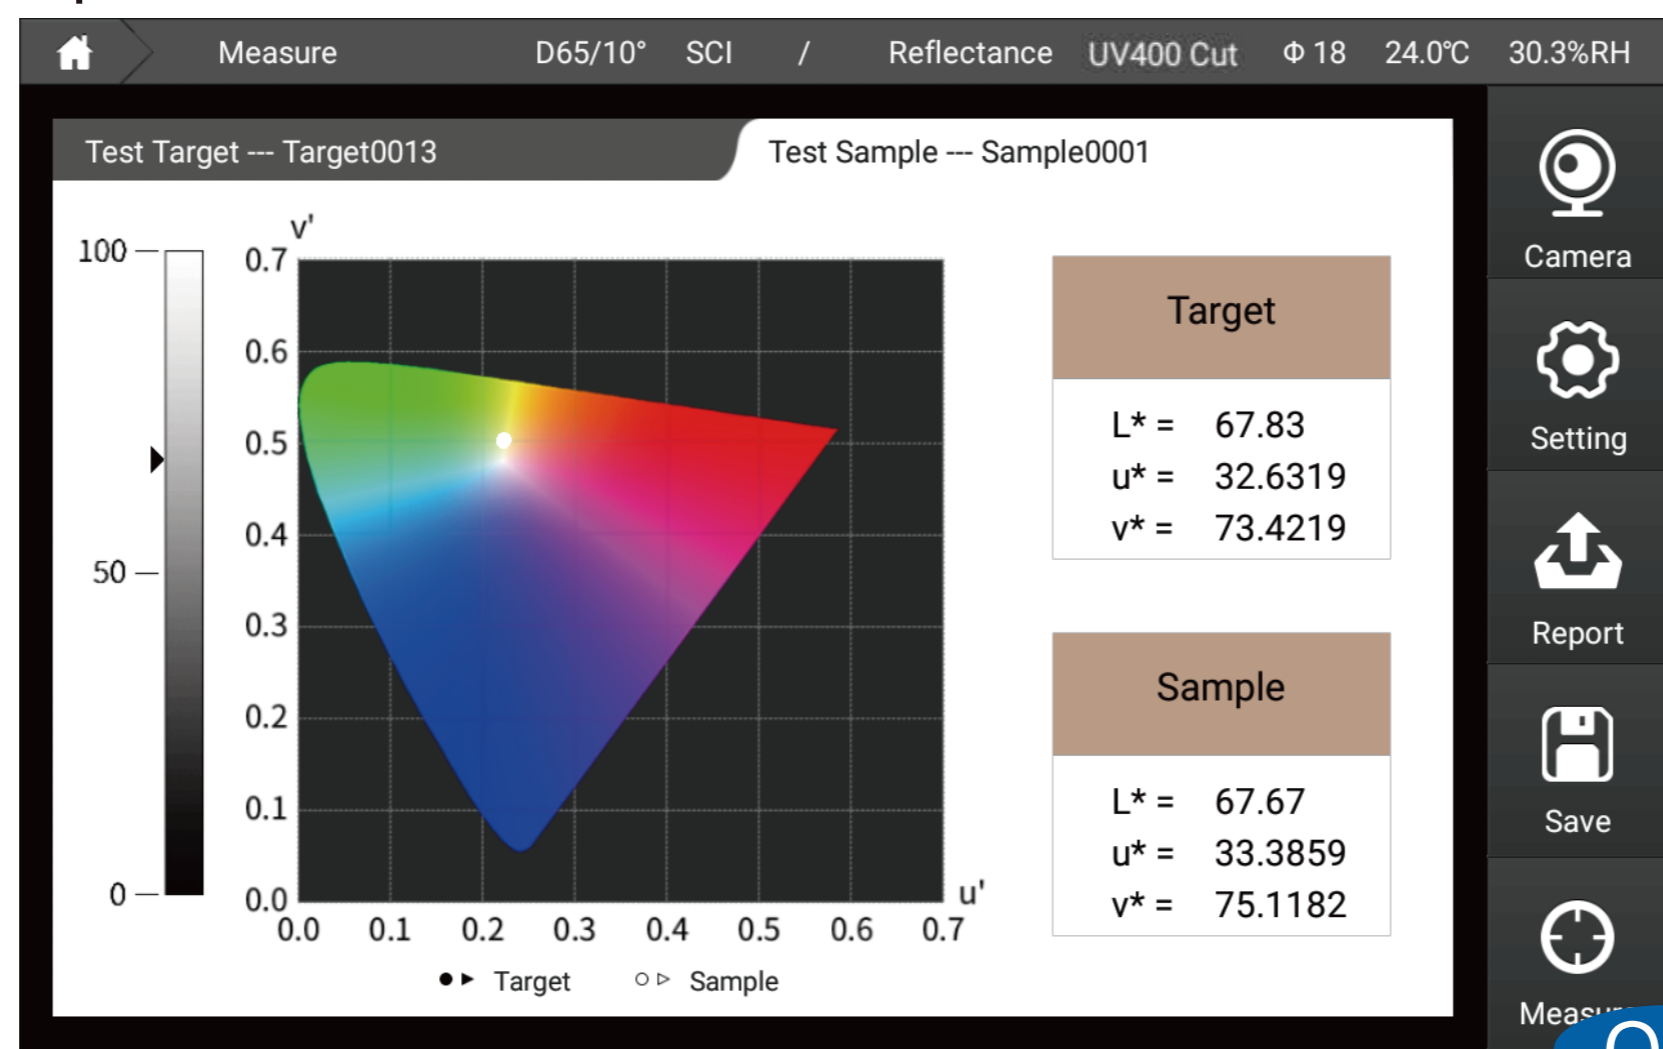 Measure D65/10° SCI / Reflectance UV400 Cut Φ 18 24.0℃ 30.3%RH
Test Target --- Target0013
Test Sample --- Sample0001
100
50
0
v'
0.7
0.6
0.5
0.4
0.3
0.2
0.1
0.0
0.0 0.1 0.2 0.3 0.4 0.5 0.6 0.7
u'
Target Sample
Target
L* = 67.83
u* = 32.6319
v* = 73.4219
Sample
L* = 67.67
u* = 33.3859
v* = 75.1182
Camera
Setting
Report
Save